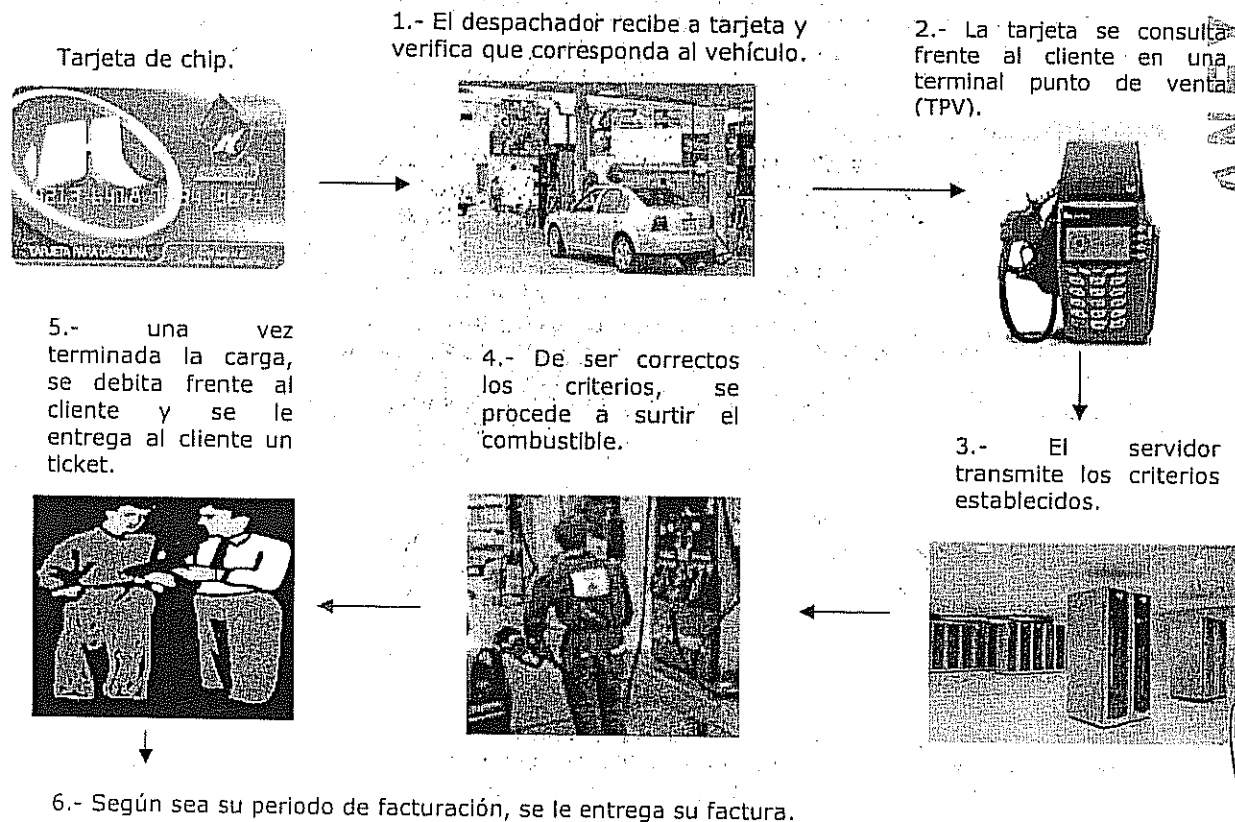 Tarjeta de chip.
1.- El despachador recibe a tarjeta y
verifica que corresponda al vehículo.
2.- La tarjeta se consulta
frente al cliente en una
terminal punto de venta
(TPV).
TARJETA PARA GASOLINA
5.- una vez
terminada la carga,
se debita frente al
cliente y se le
entrega al cliente un
ticket.
4.- De ser correctos
los criterios, se
procede a surtir el
combustible.
3.- El servidor
transmite los criterios
establecidos.
6.- Según sea su periodo de facturación, se le entrega su factura.